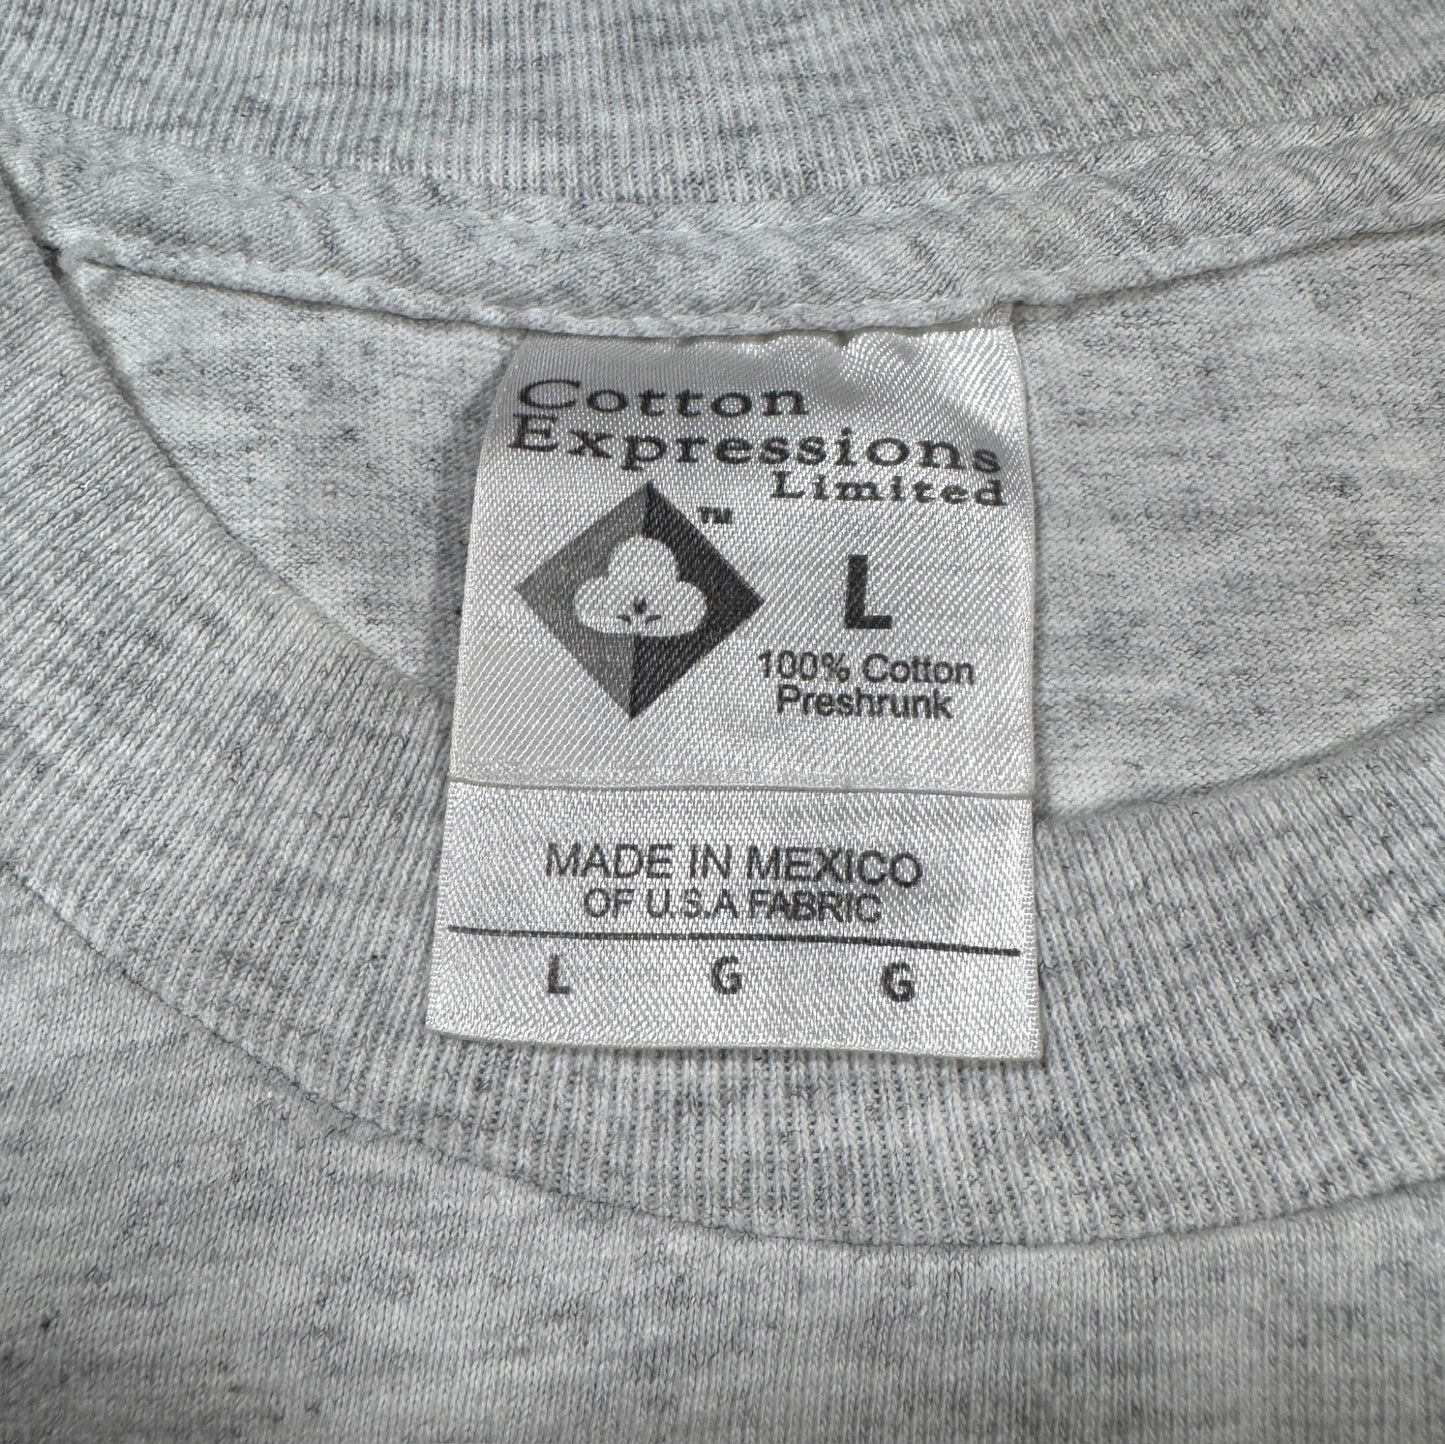 Cotton
Expressions
Limited
TM
L
100% Cotton
Preshrunk
MADE IN MEXICO
OF U.S.A FABRIC
L G G